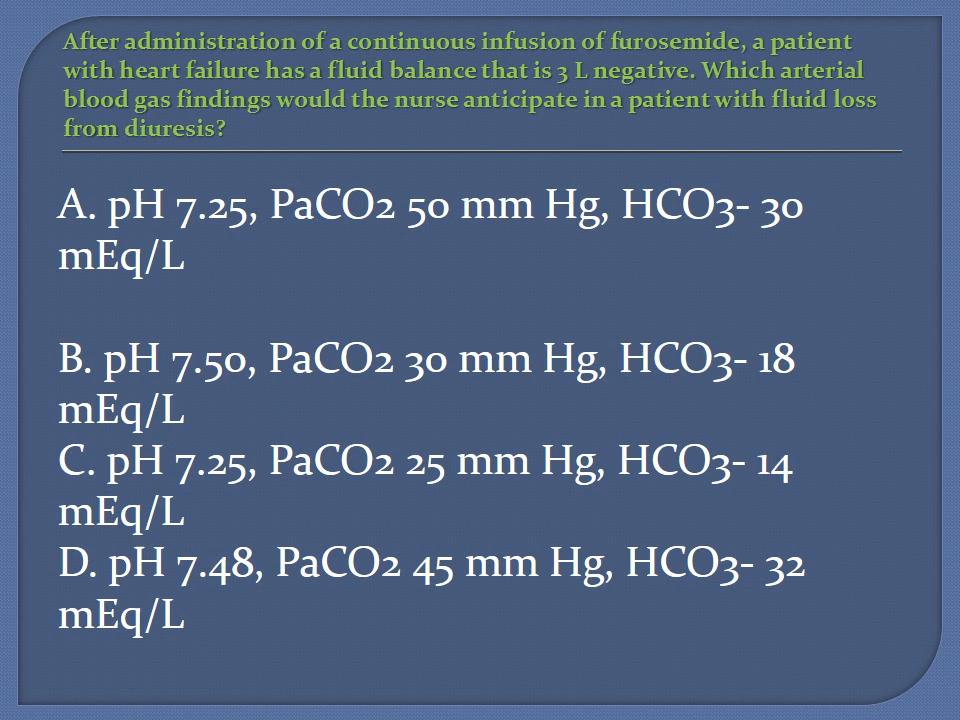 After administration of a continuous infusion of furosemide, a patient
with heart failure has a fluid balance that is 3 L negative. Which arterial
blood gas findings would the nurse anticipate in a patient with fluid loss
from diuresis?
A. pH 7.25, PaCO2 50 mm Hg, HCO3- 30
mEq/L
B. pH 7.50, PaCO2 30 mm Hg, HCO3- 18
mEq/L
C. pH 7.25, PaCO2 25 mm Hg, HCO3- 14
mEq/L
D. pH 7.48, PaCO2 45 mm Hg, HCO3- 32
mEq/L